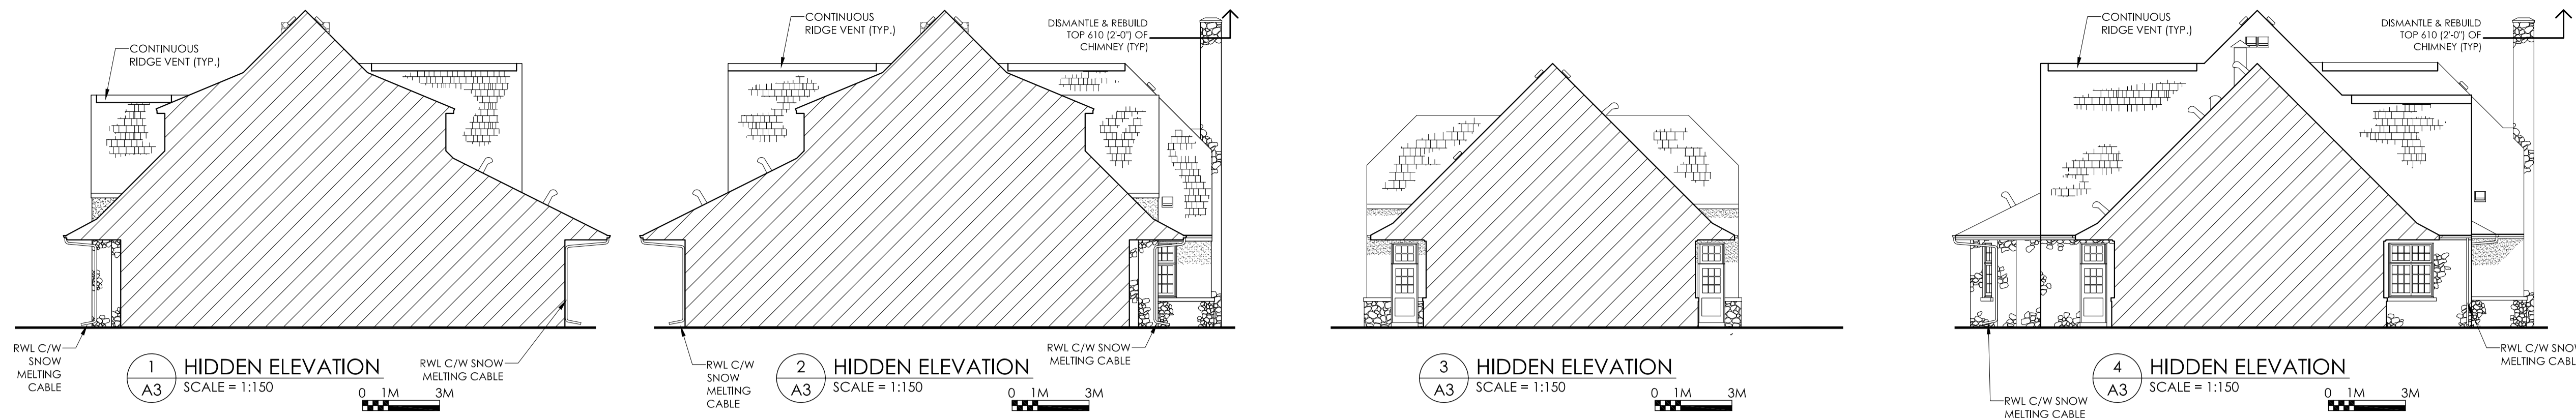 CONTINUOUS
RIDGE VENT (TYP.)
RWL C/W
SNOW
MELTING
CABLE
1
A3
HIDDEN ELEVATION
SCALE = 1:150
RWL C/W SNOW
MELTING CABLE
0 1M 3M
CONTINUOUS
RIDGE VENT (TYP.)
DISMANTLE & REBUILD
TOP 610 (2'-0") OF
CHIMNEY (TYP)
RWL C/W
SNOW
MELTING
CABLE
2
A3
HIDDEN ELEVATION
SCALE = 1:150
RWL C/W SNOW
MELTING CABLE
0 1M 3M
3
A3
HIDDEN ELEVATION
SCALE = 1:150
0 1M 3M
CONTINUOUS
RIDGE VENT (TYP.)
DISMANTLE & REBUILD
TOP 610 (2'-0") OF
CHIMNEY (TYP)
RWL C/W SNOW
MELTING CABLE
4
A3
HIDDEN ELEVATION
SCALE = 1:150
RWL C/W SNO
MELTING CABL
0 1M 3M